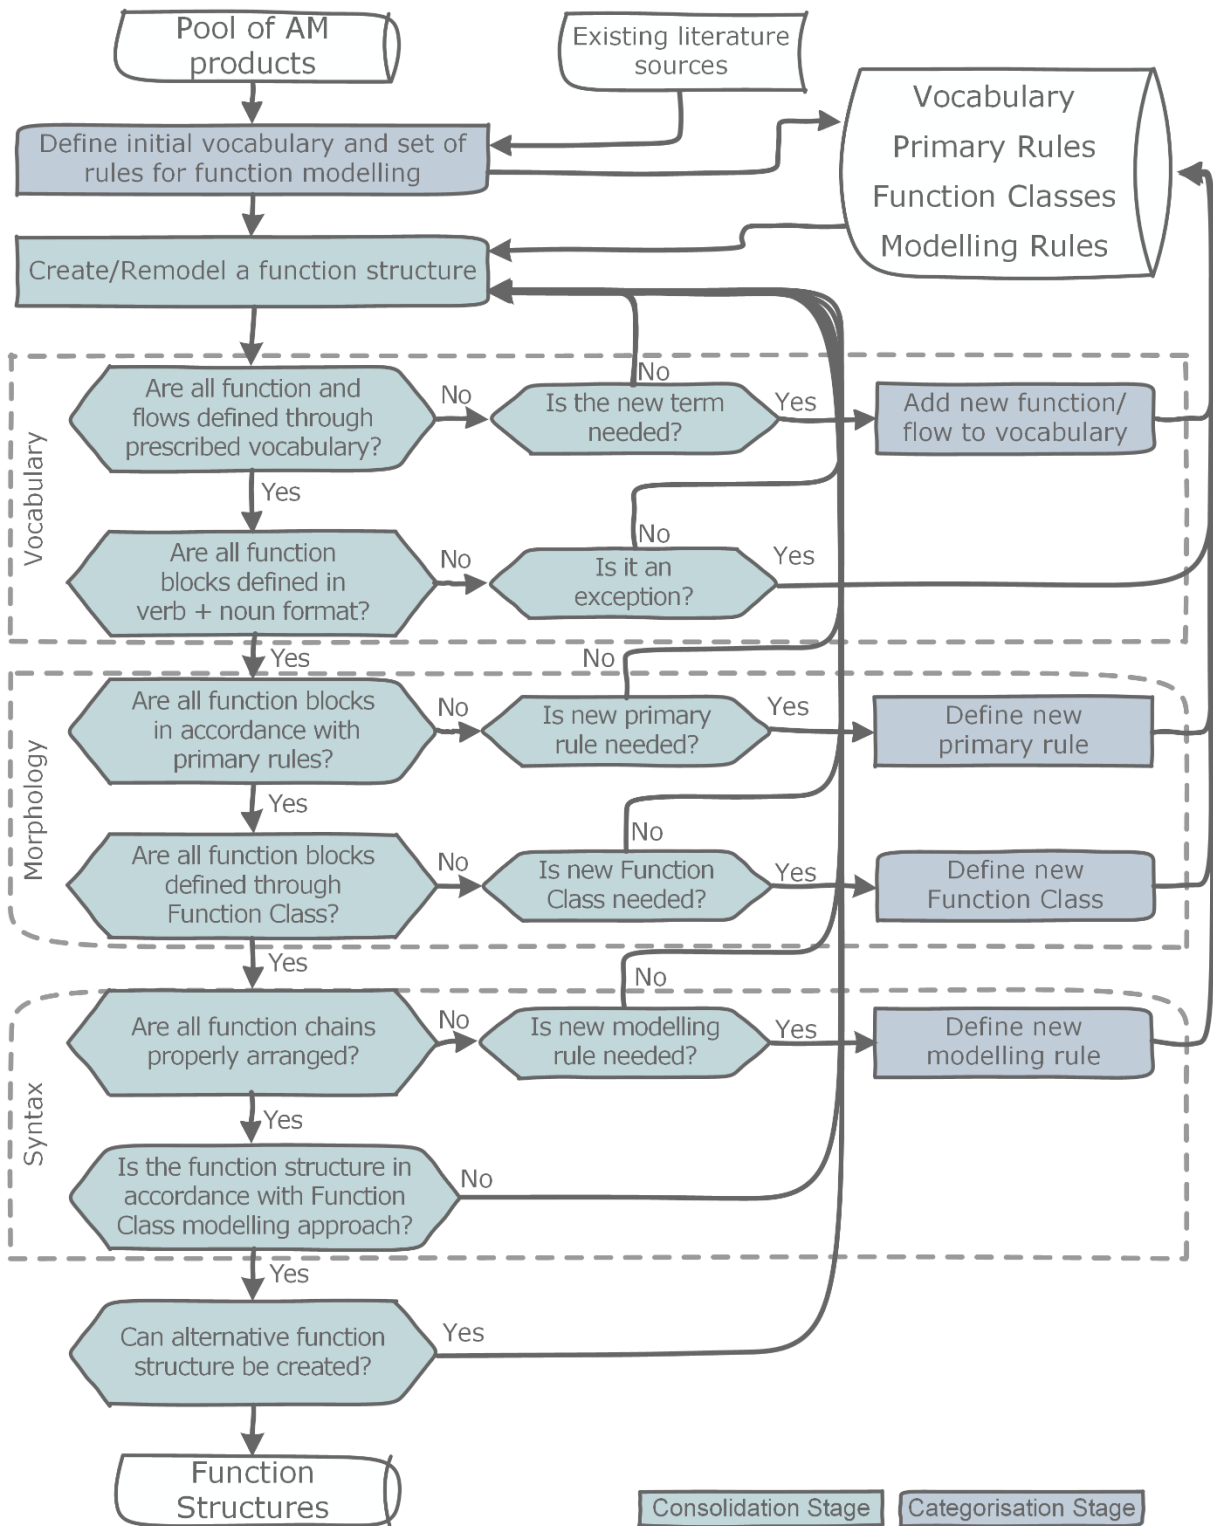 Pool of AM
products
Existing literature
sources
Vocabulary
Primary Rules
Function Classes
Modelling Rules
Define initial vocabulary and set of
rules for function modelling
Create/Remodel a function structure
Vocabulary
Are all function and
flows defined through
prescribed vocabulary?
No
Is the new term
needed?
No
Yes
Add new function/
flow to vocabulary
Yes
Are all function
blocks defined in
verb + noun format?
No
Is it an
exception?
No
Yes
Yes
Morphology
Are all function blocks
in accordance with
primary rules?
No
Is new primary
rule needed?
No
Yes
Define new
primary rule
Yes
Are all function blocks
defined through
Function Class?
No
Is new Function
Class needed?
No
Yes
Define new
Function Class
Yes
Syntax
Are all function chains
properly arranged?
No
Is new modelling
rule needed?
No
Yes
Define new
modelling rule
Yes
Is the function structure in
accordance with Function
Class modelling approach?
No
Yes
Can alternative function
structure be created?
Yes
Function
Structures
Consolidation Stage
Categorisation Stage